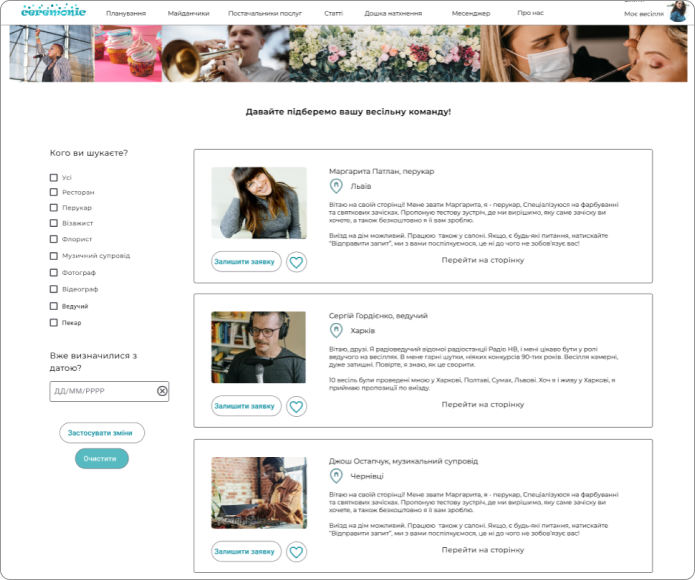 ceremonic
Планування
Майданчики
Постачальники послуг
Статті
Дошка натхнення
Месенджер
Про нас
Моє весілля
Давайте підберемо вашу весільну команду!
Кого ви шукаєте?
Усі
Ресторан
Перукар
Візажист
Флорист
Музичний супровід
Фотограф
Відеограф
Ведучий
Пекар
Вже визначилися з
датою?
ДД/ММ/РРРР
Застосувати зміни
Очистити
Маргарита Патлан, перукар
Львів
Вітаю на своїй сторінці! Мене звати Маргарита, я - перукар, Спеціалізуюся на фарбуванні
та святкових зачісках. Пропоную тестову зустріч, де ми вирішимо, яку саме зачіску ви
хочете, а також безкоштовно я її вам зроблю.
Виїзд на дім можливий. Працюю також у салоні. Якщо, є будь-які питання, натискайте
"Відправити запит", ми з вами поспілкуємося, це ні до чого не зобов'язує вас!
Залишити заявку
Перейти на сторінку
Сергій Гордієнко, ведучий
Харків
Вітаю, друзі. Я радіоведучий відомої радіостанції Радіо НВ, і мені цікаво бути у ролі
ведучого на весіллях. В мене гарні шутки, ніяких конкурсів 90-тих років. Весілля камерні,
дуже затишні. Повірте, я знаю, як це створити.
10 весіль були проведені мною у Харкові, Полтаві, Сумах, Львові. Хоч я і живу у Харкові, я
приймаю пропозиції по виїзду.
Залишити заявку
Перейти на сторінку
Джош Остапчук, музикальний супровід
Чернівці
Вітаю на своїй сторінці! Мене звати Маргарита, я - перукар, Спеціалізуюся на фарбуванні
та святкових зачісках. Пропоную тестову зустріч, де ми вирішимо, яку саме зачіску ви
хочете, а також безкоштовно я її вам зроблю.
Виїзд на дім можливий. Працюю також у салоні. Якщо, є будь-які питання, натискайте
"Відправити запит", ми з вами поспілкуємося, це ні до чого не зобов'язує вас!
Залишити заявку
Перейти на сторінку